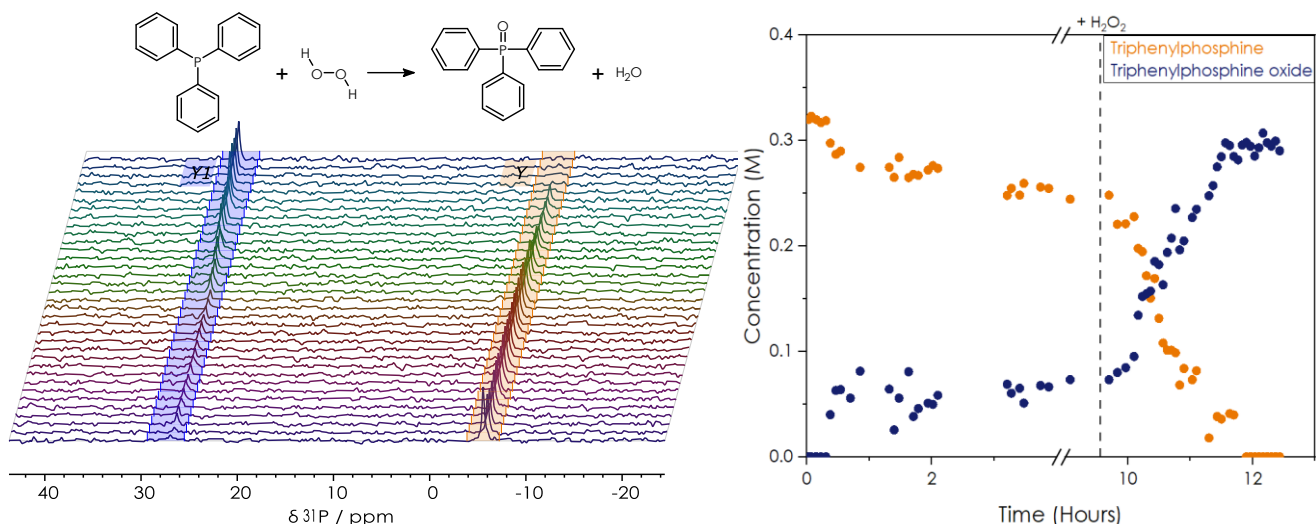 P
+
H
O
O
H
O
P
+ H₂O
Y1
Y
40
30
20
10
0
-10
-20
δ ³¹P / ppm
+ H₂O₂
Triphenylphosphine
Triphenylphosphine oxide
0.4
0.3
0.2
0.1
0.0
Concentration (M)
0
2
10
12
Time (Hours)